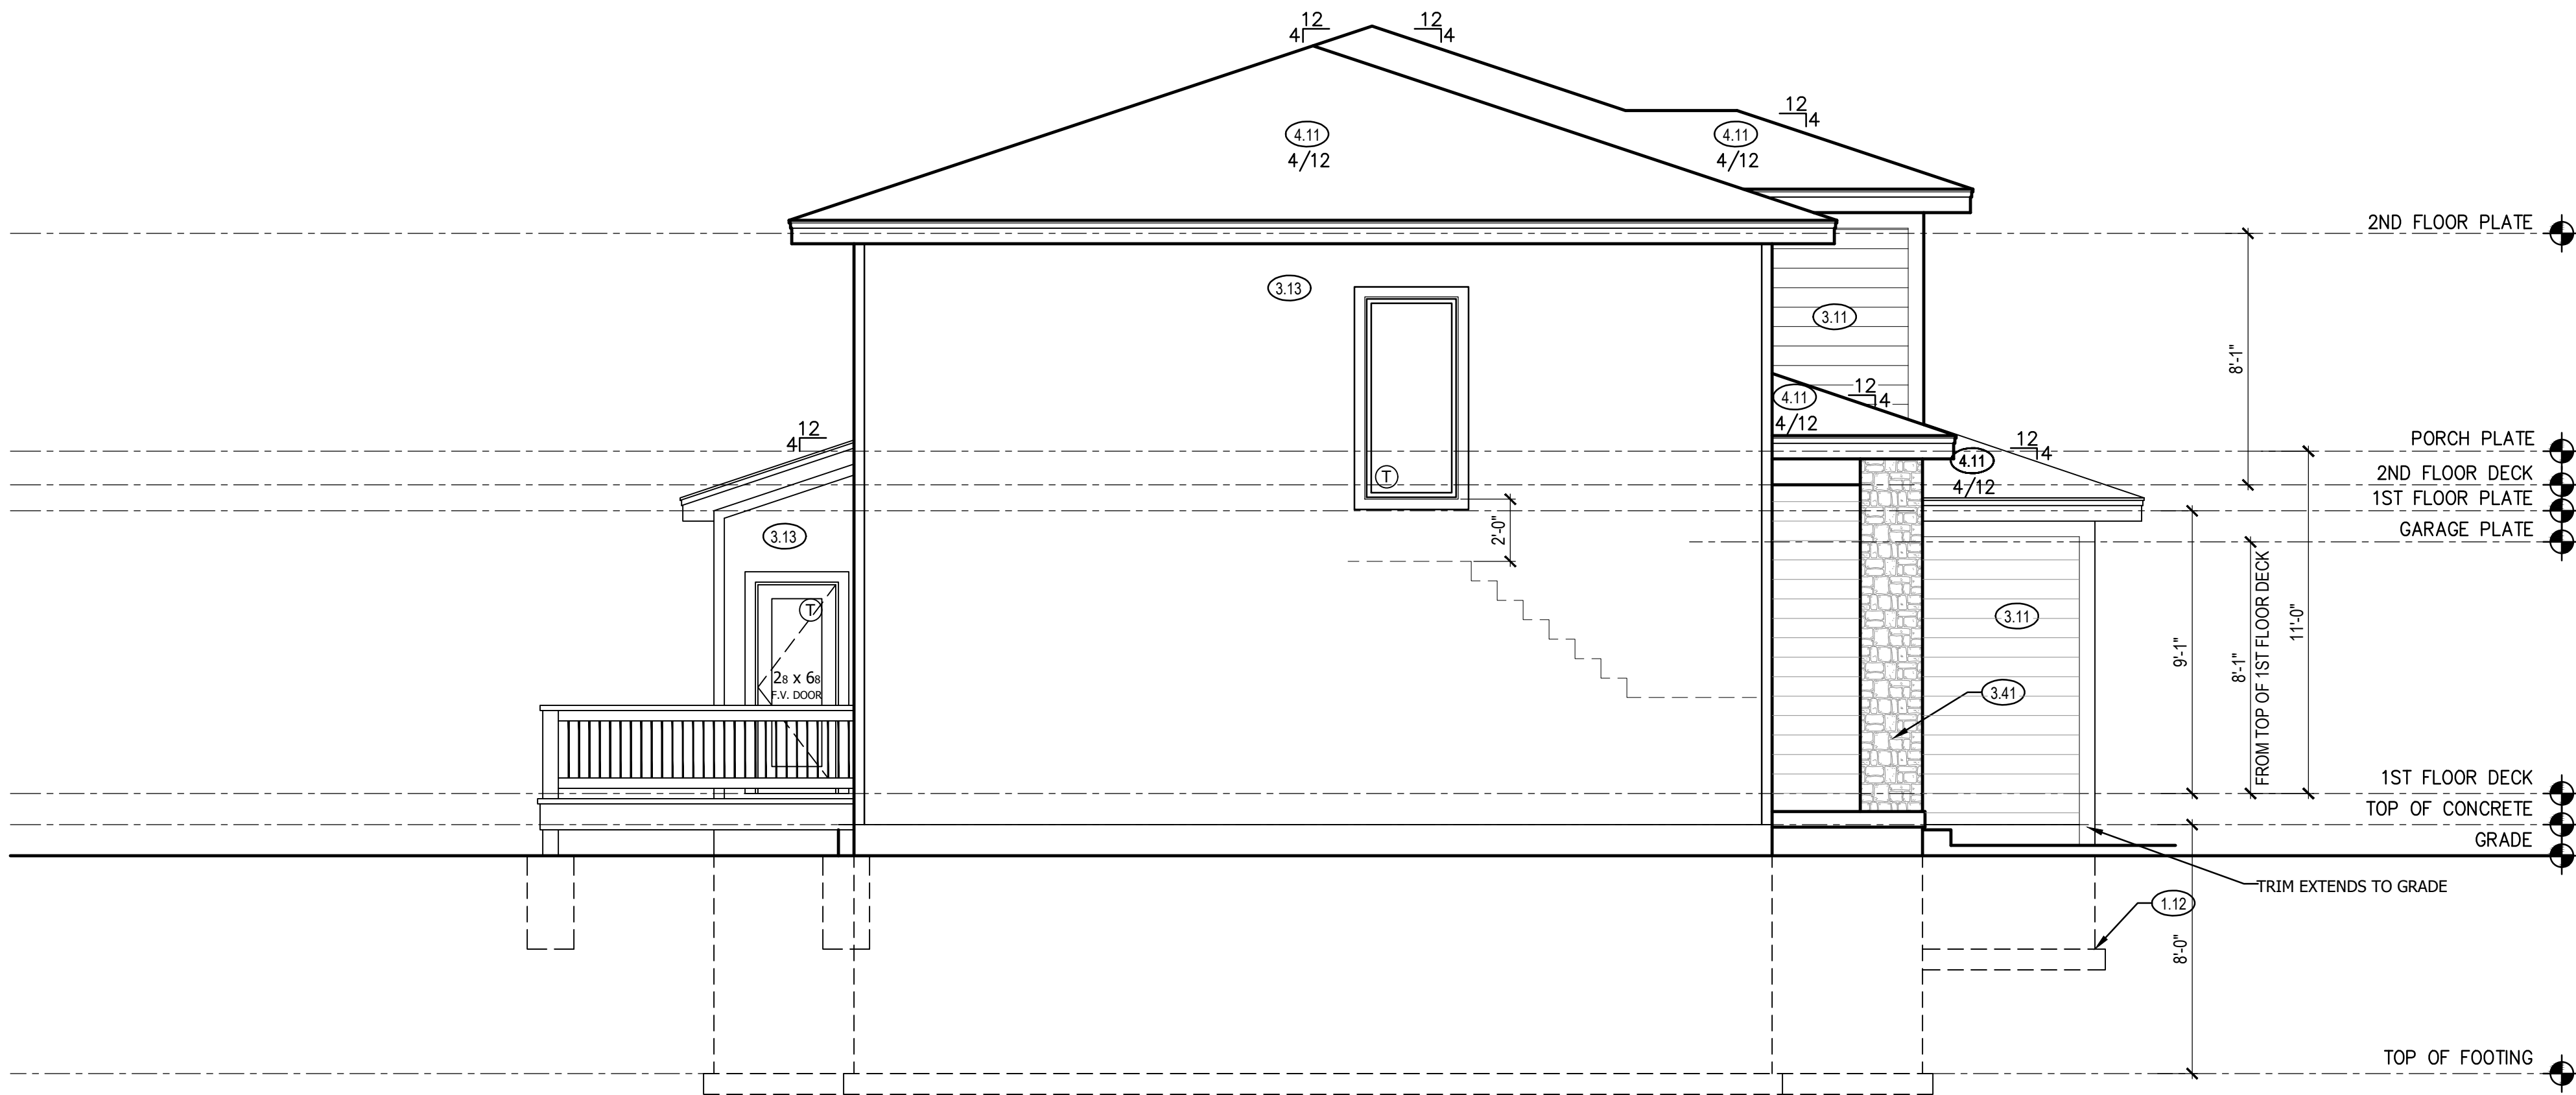 12
4
12
4
12
4
4.11
4/12
4.11
4/12
2ND FLOOR PLATE
3.13
3.11
8'-1"
12
4
4.11
4/12
12
4
12
4
PORCH PLATE
4.11
4/12
2ND FLOOR DECK
T
1ST FLOOR PLATE
2'-0"
GARAGE PLATE
3.13
T
3.11
9'-1"
8'-1"
FROM TOP OF 1ST FLOOR DECK
11'-0"
28 x 68
F.V. DOOR
3.41
1ST FLOOR DECK
TOP OF CONCRETE
GRADE
TRIM EXTENDS TO GRADE
1.12
8'-0"
TOP OF FOOTING